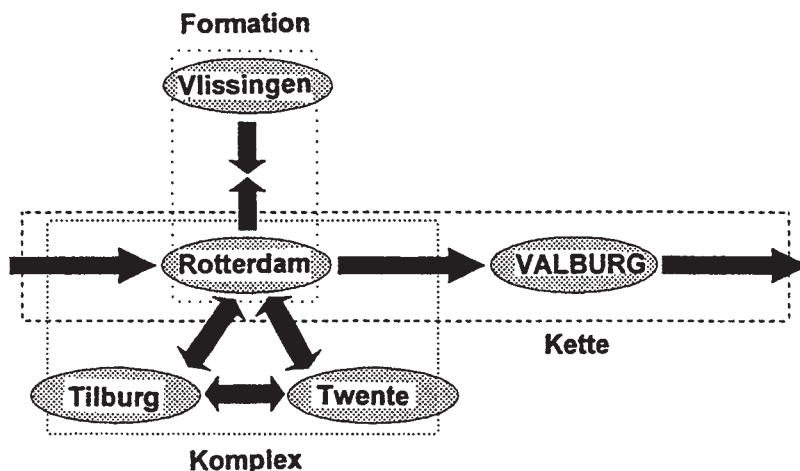 Formation
Vlissingen
Rotterdam
VALBURG
Kette
Tilburg
Twente
Komplex